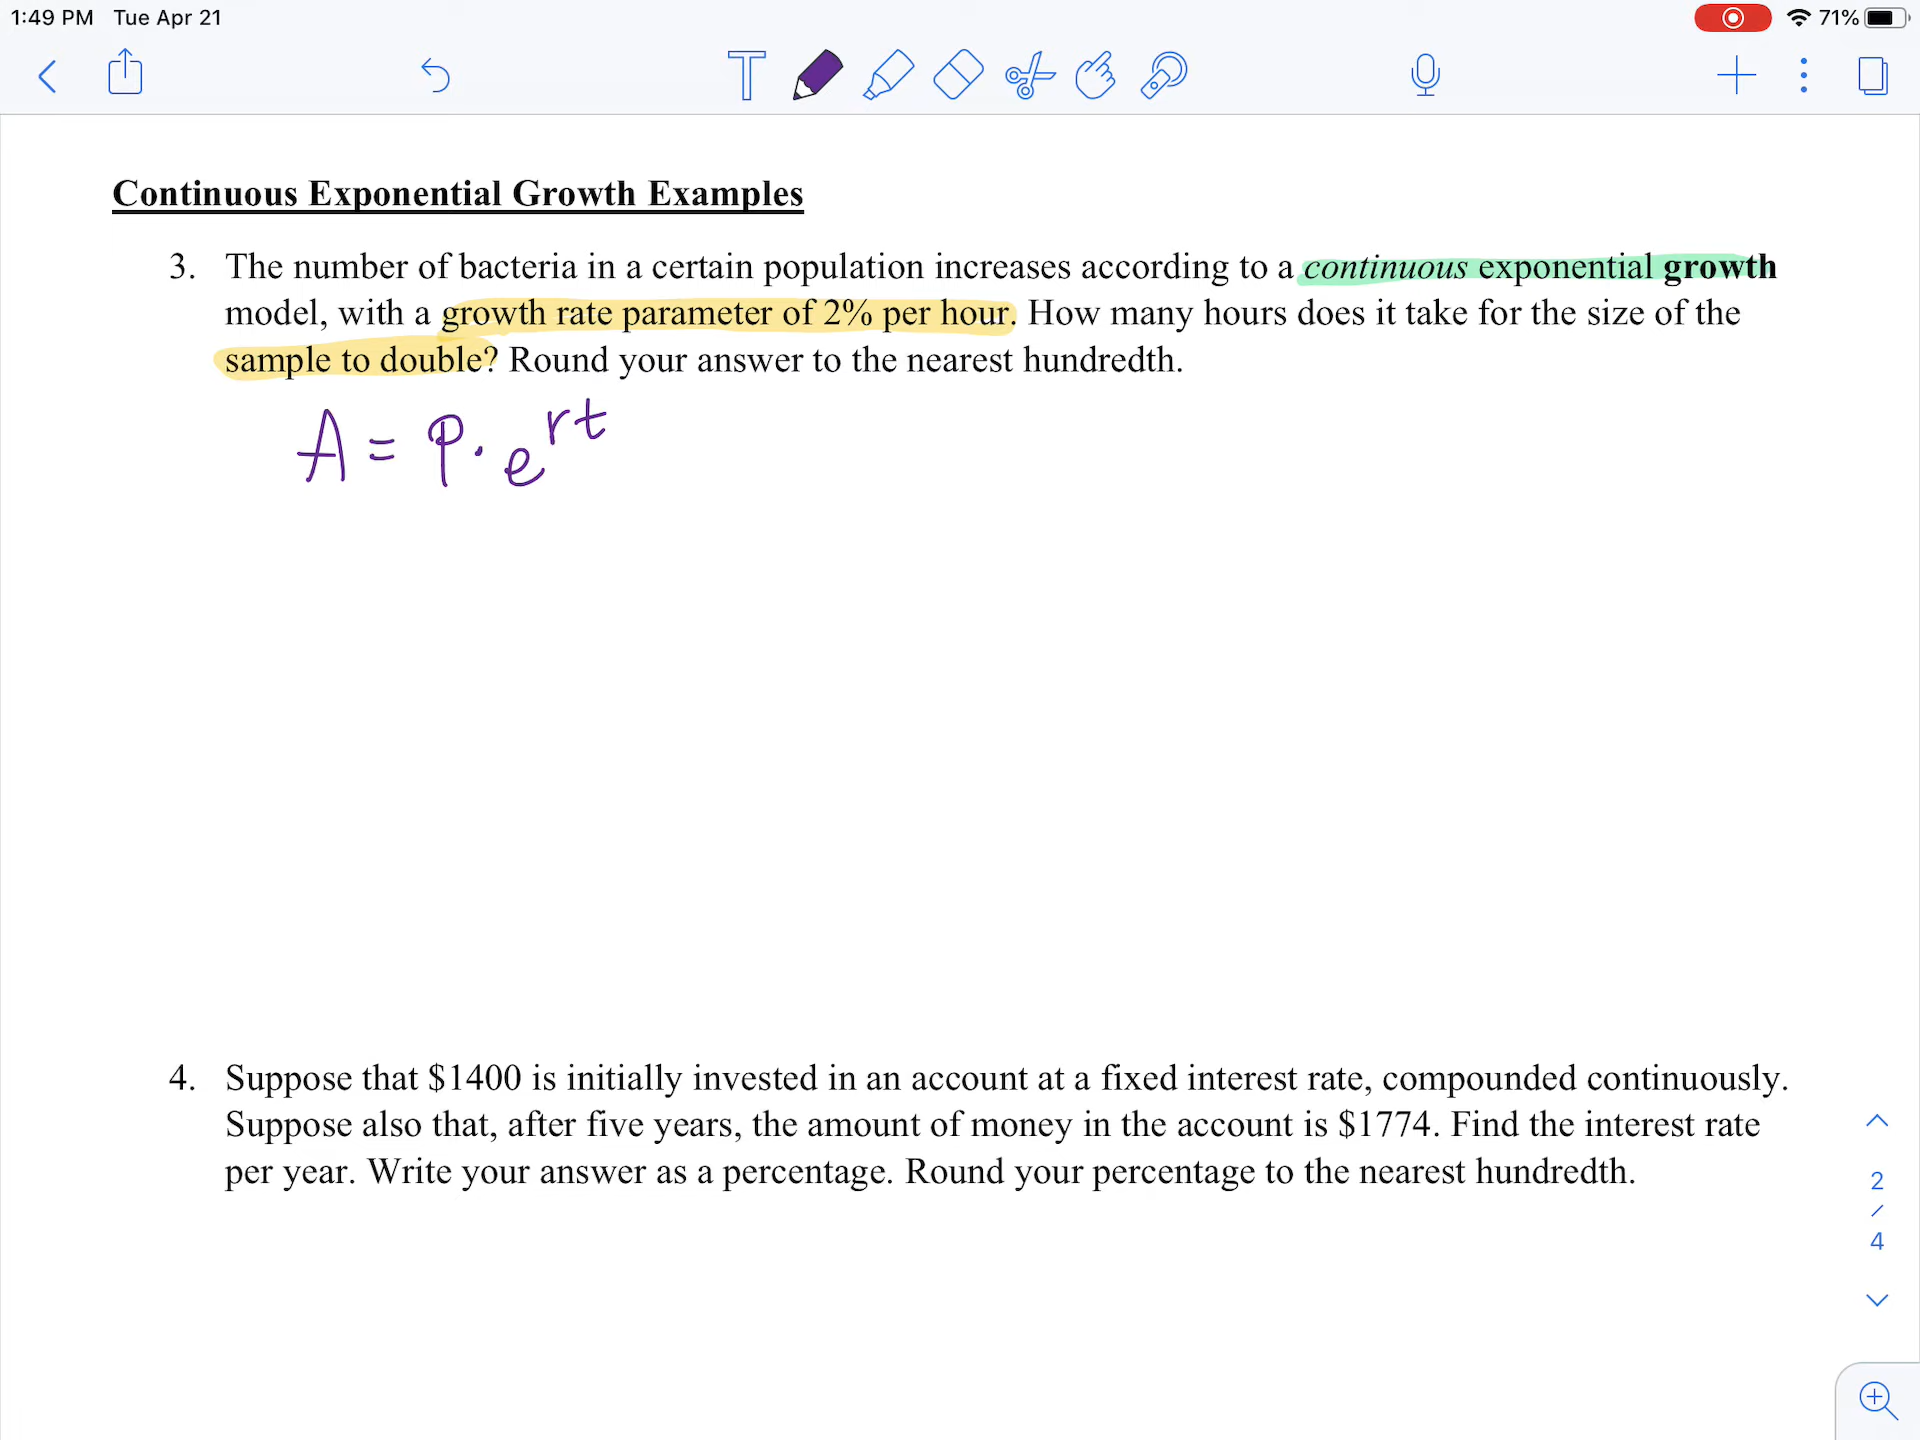 1:49 PM Tue Apr 21
71%
T
Continuous Exponential Growth Examples
3. The number of bacteria in a certain population increases according to a continuous exponential growth
model, with a growth rate parameter of 2% per hour. How many hours does it take for the size of the
sample to double? Round your answer to the nearest hundredth.
A = P · e^rt
4. Suppose that $1400 is initially invested in an account at a fixed interest rate, compounded continuously.
Suppose also that, after five years, the amount of money in the account is $1774. Find the interest rate
per year. Write your answer as a percentage. Round your percentage to the nearest hundredth.
2
/
4